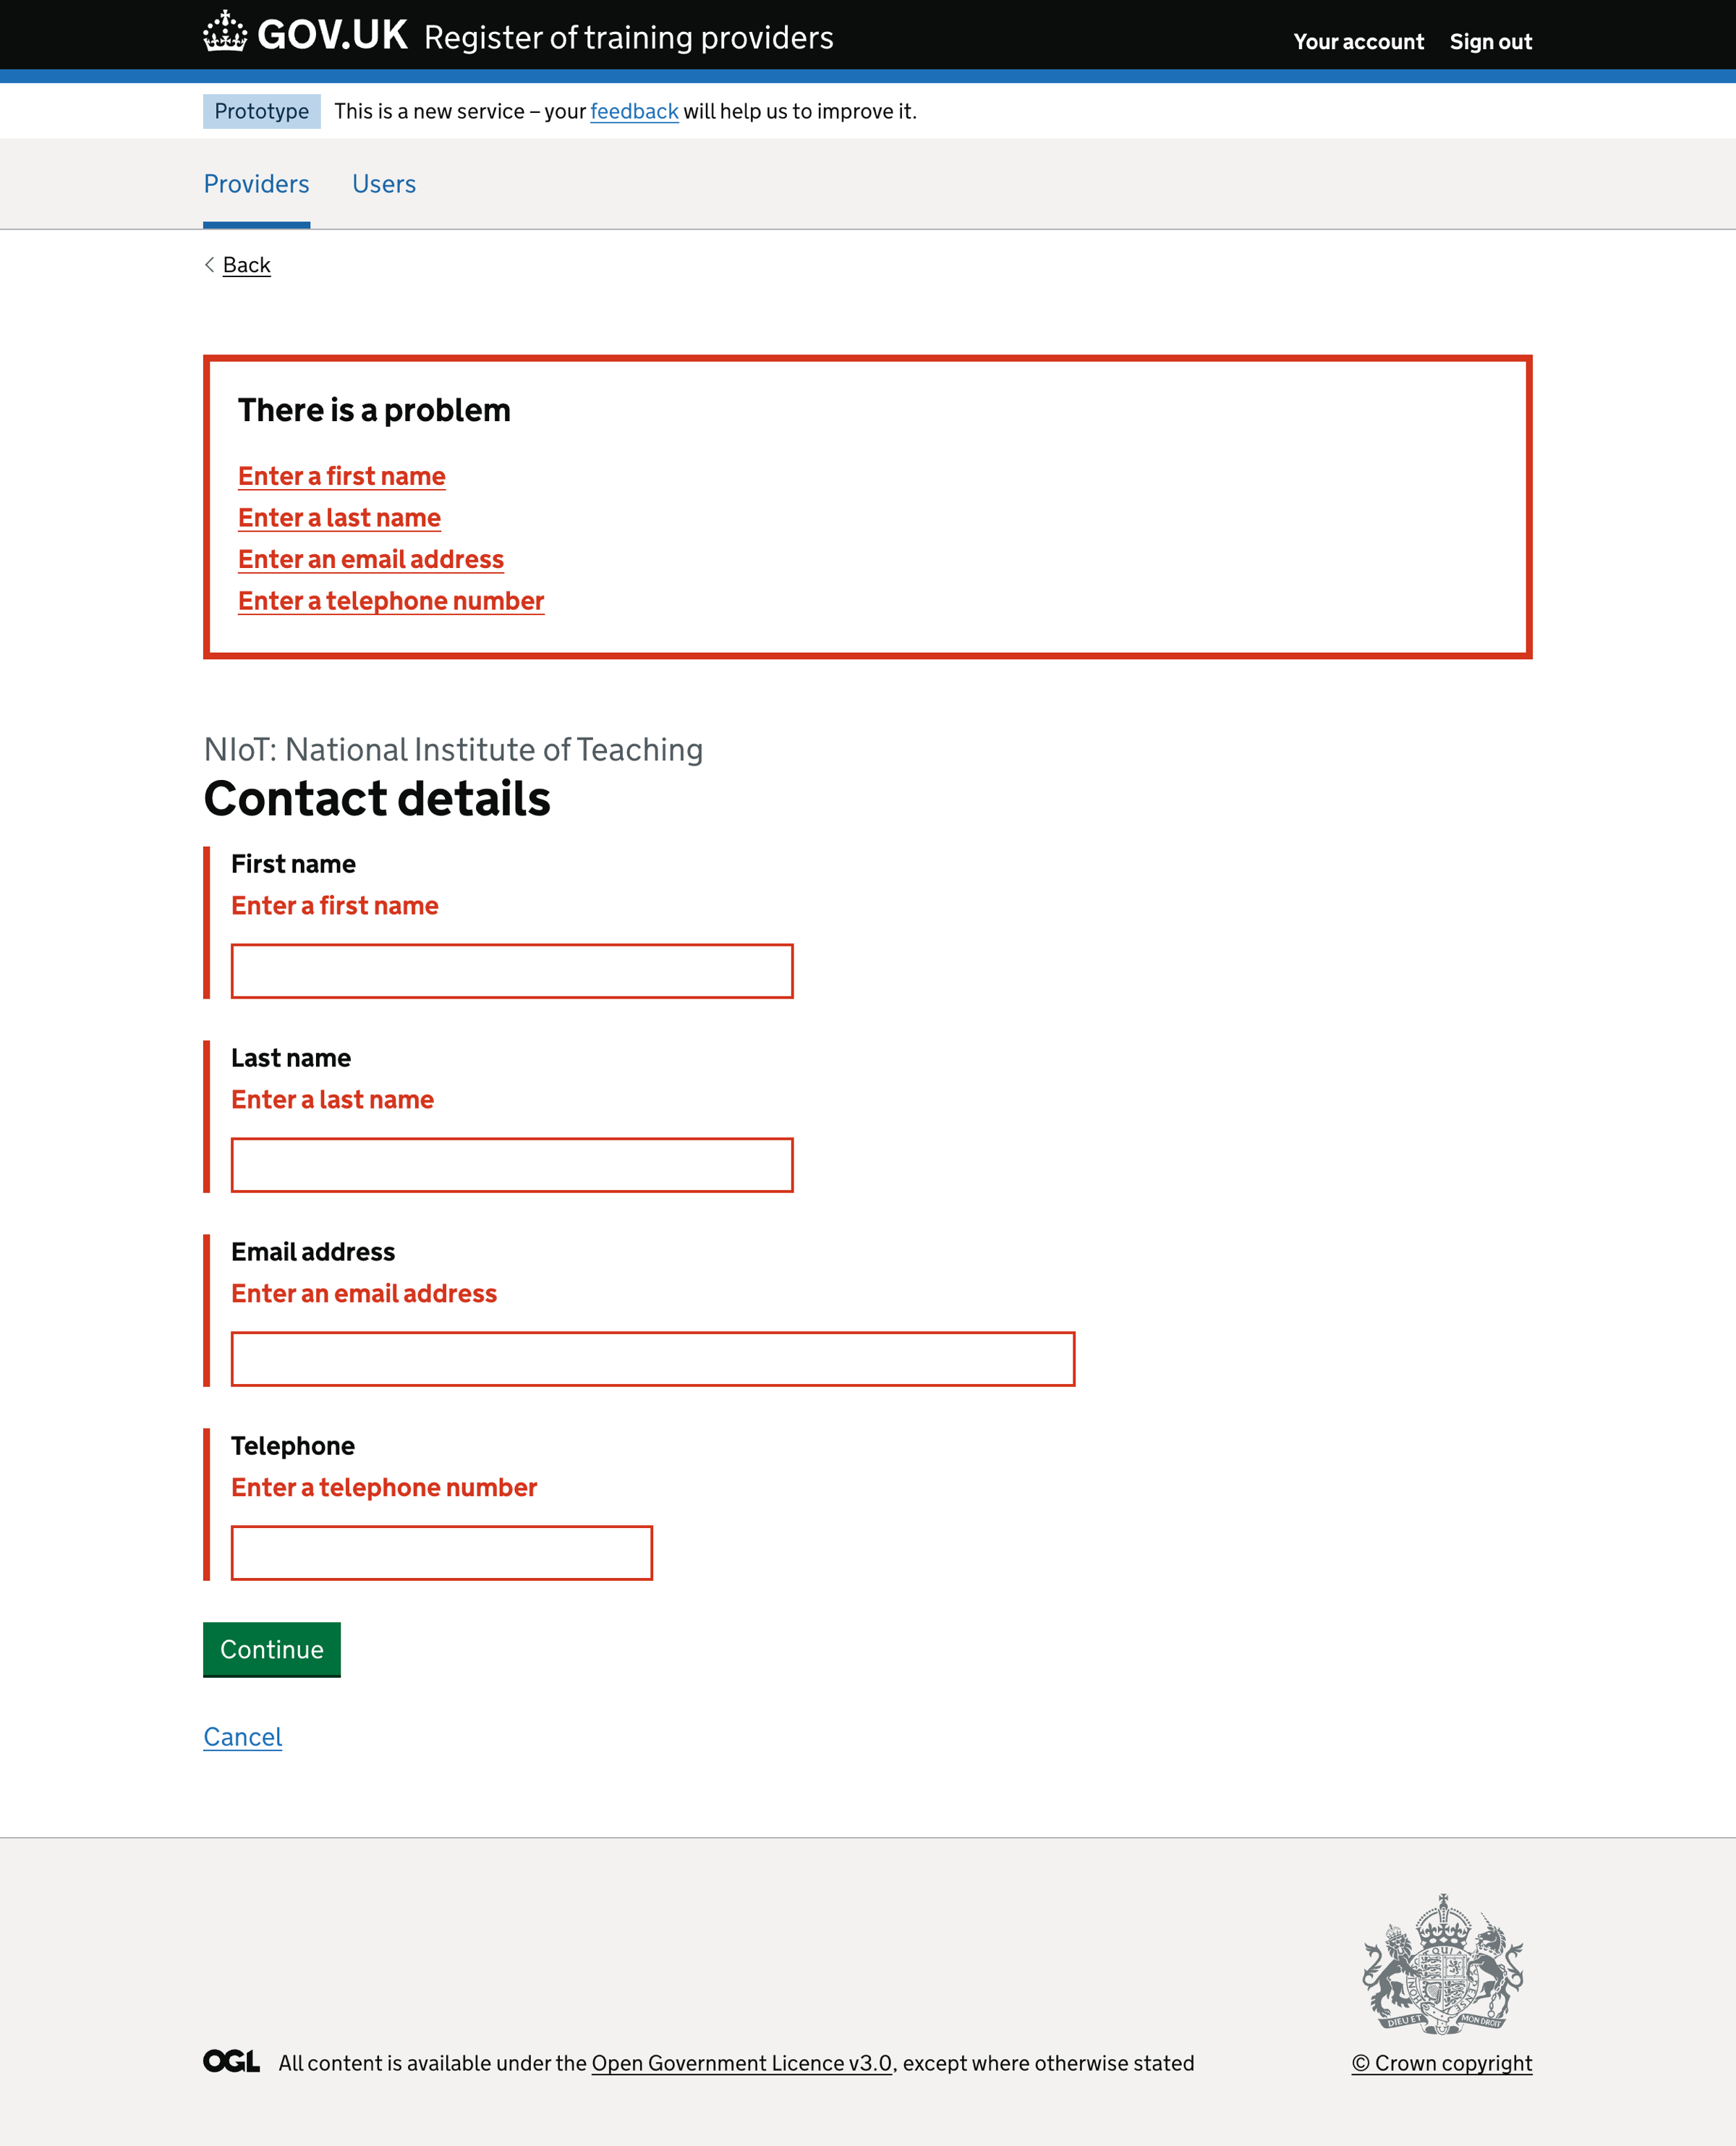 GOV.UK Register of training providers
Your account Sign out
Prototype This is a new service – your feedback will help us to improve it.
Providers Users
Back
There is a problem
Enter a first name
Enter a last name
Enter an email address
Enter a telephone number
NIoT: National Institute of Teaching
Contact details
First name
Enter a first name
Last name
Enter a last name
Email address
Enter an email address
Telephone
Enter a telephone number
Continue
Cancel
DIEU ET MON DROIT
OGL All content is available under the Open Government Licence v3.0, except where otherwise stated
© Crown copyright